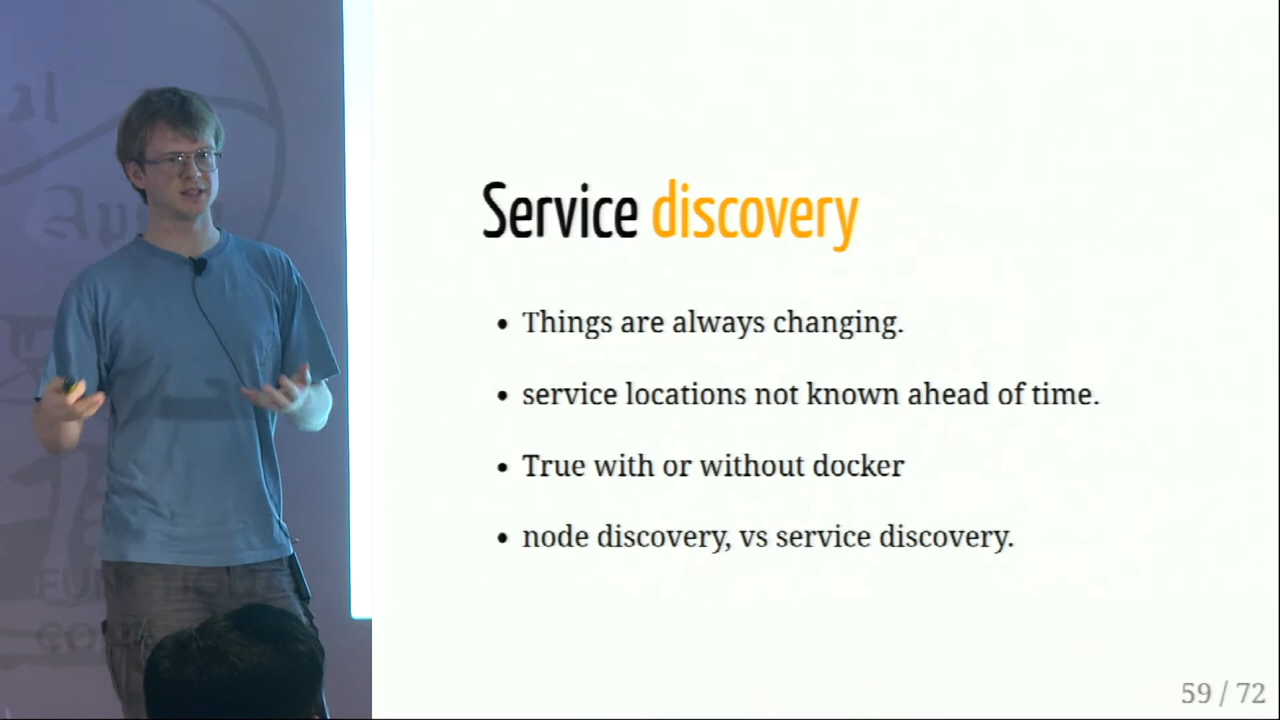 Service discovery
Things are always changing.
service locations not known ahead of time.
True with or without docker
node discovery, vs service discovery.
59 / 72